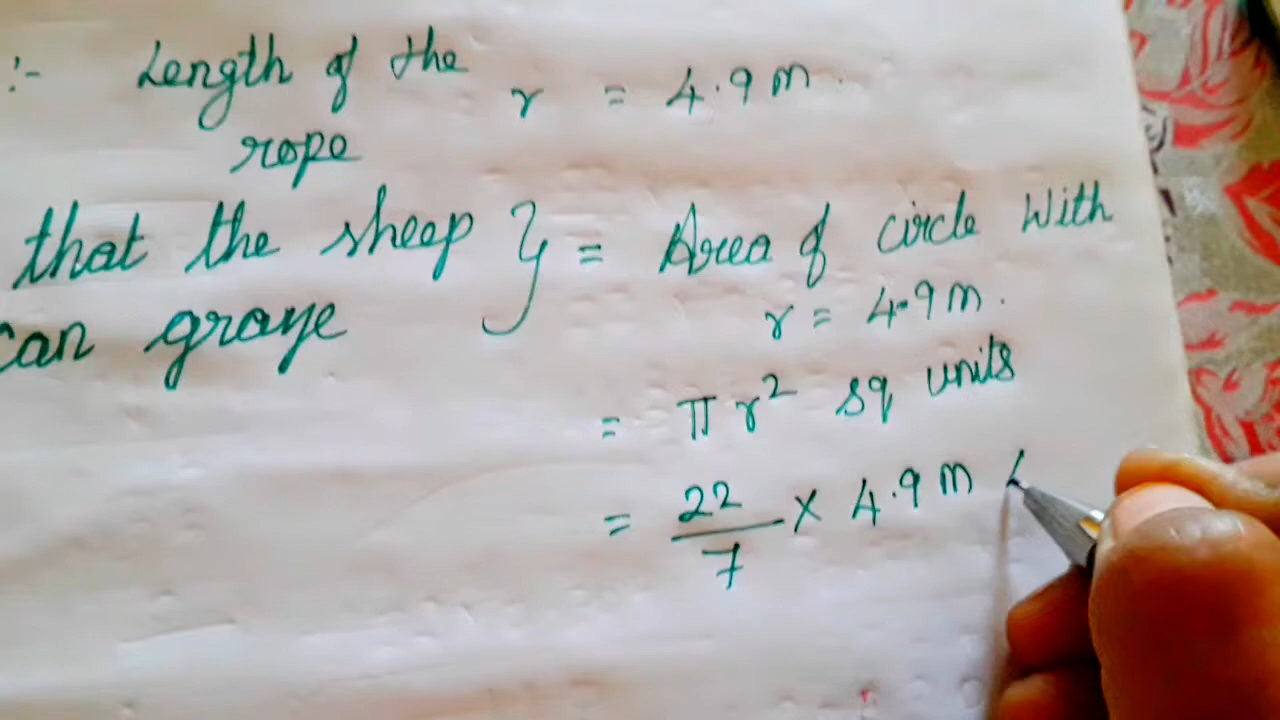 :- Length of the rope r = 4.9 m.
that the sheep } = Area of circle with
can graze r = 4.9 m.
= π r² sq units
= 22/7 × 4.9 m